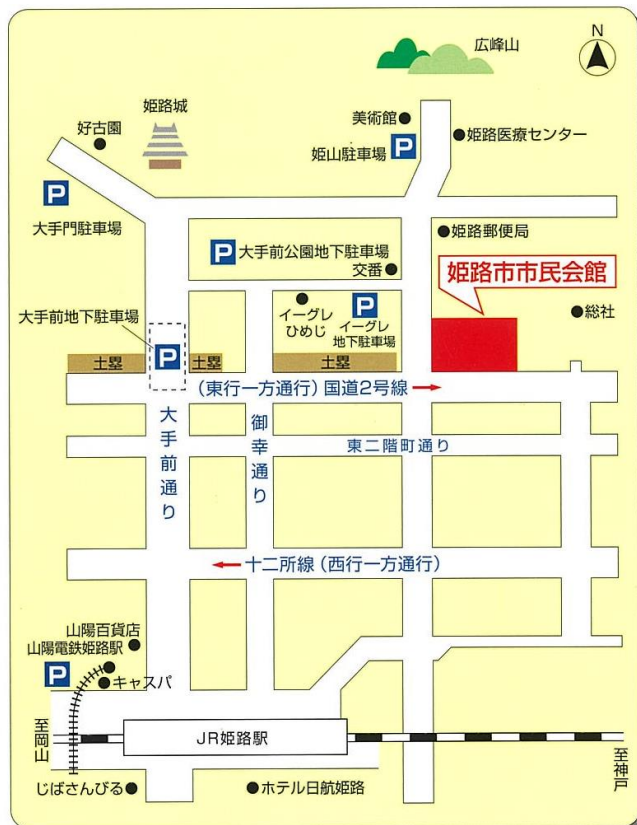 広峰山
N
姫路城
美術館
好古園
姫路医療センター
姫山駐車場
P
P
大手門駐車場
姫路郵便局
P
大手前公園地下駐車場
交番
姫路市市民会館
総社
大手前地下駐車場
イーグレ
ひめじ
P
イーグレ
地下駐車場
P
土塁
土塁
土塁
(東行一方通行) 国道2号線
大手前通り
御幸通り
東二階町通り
十二所線 (西行一方通行)
山陽百貨店
山陽電鉄姫路駅
P
キャスパ
至岡山
JR姫路駅
至神戸
じばさんびる
ホテル日航姫路